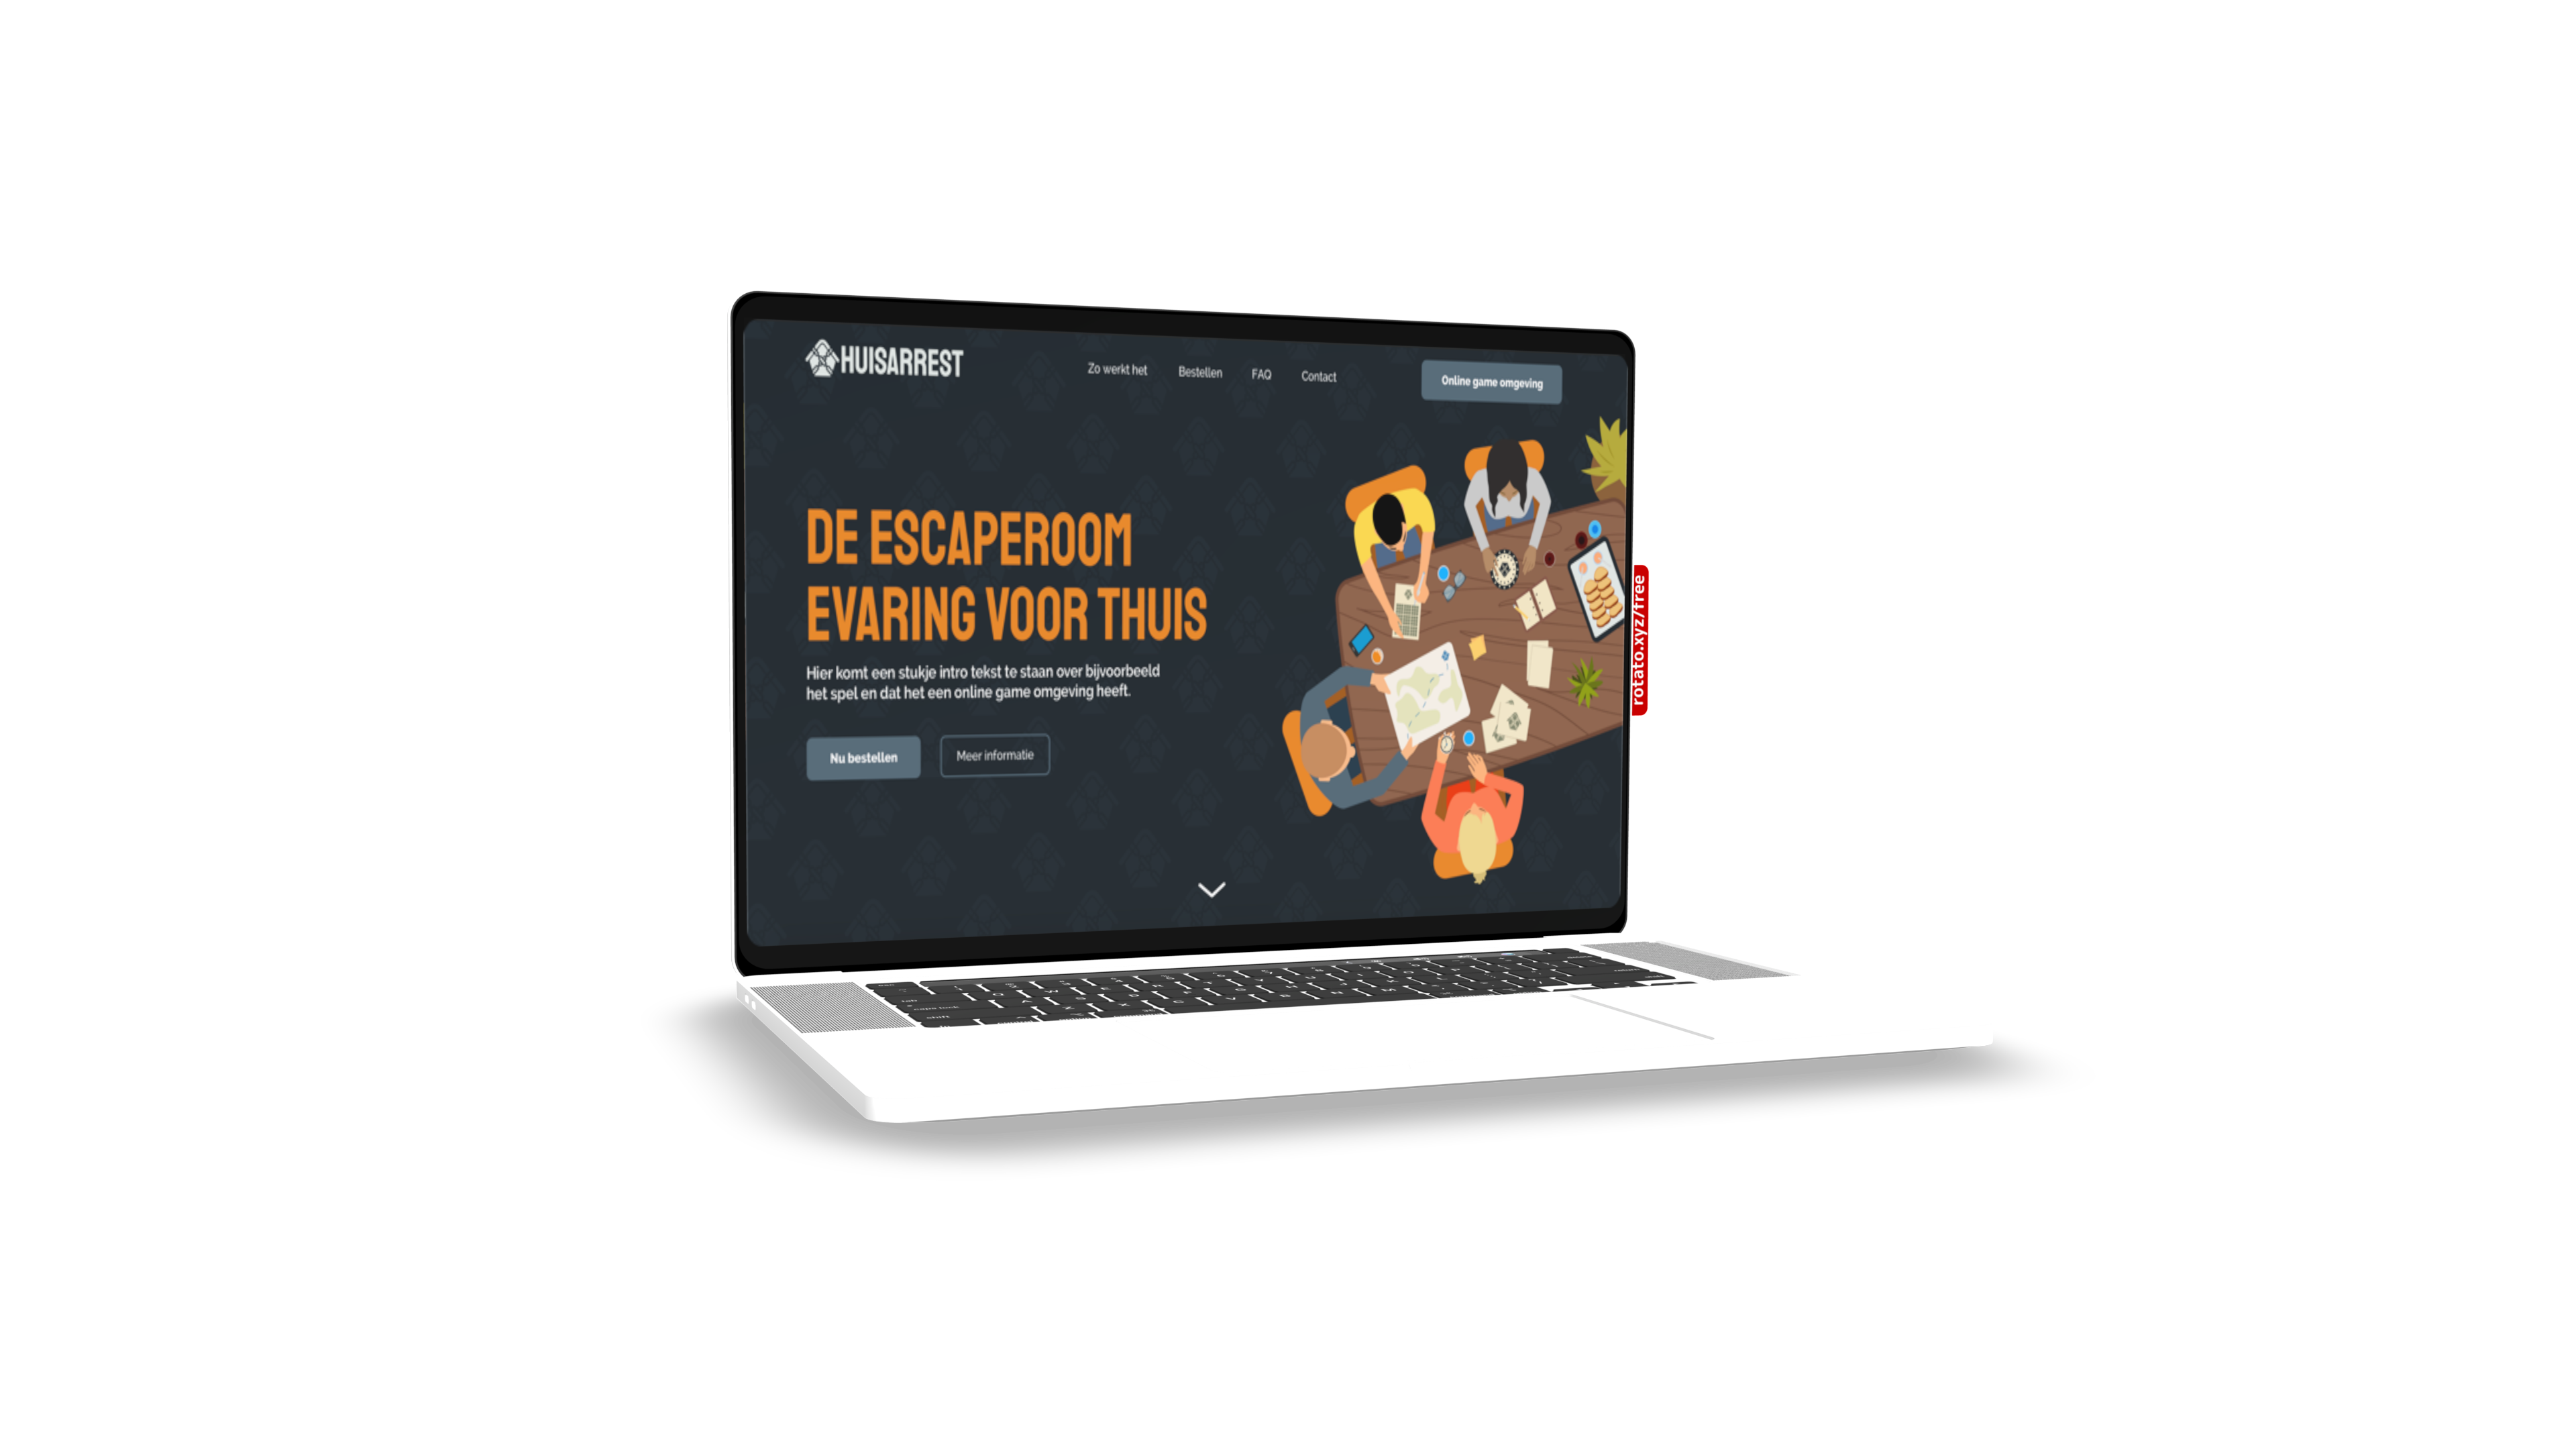 HUISARREST
Zo werkt het
Bestellen
FAQ
Contact
Online game omgeving
DE ESCAPEROOM
EVARING VOOR THUIS
Hier komt een stukje intro tekst te staan over bijvoorbeeld
het spel en dat het een online game omgeving heeft.
Nu bestellen
Meer informatie
rotato.xyz/free